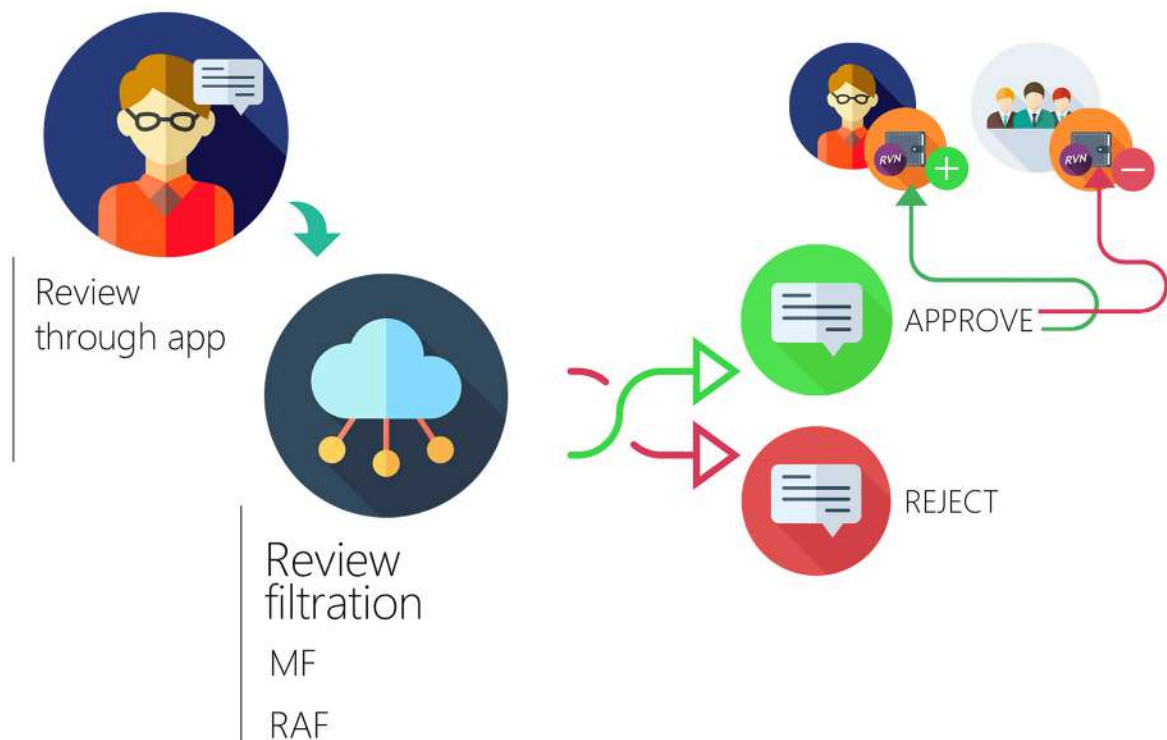 Review
through app
Review
filtration
MF
RAF
RVN
RVN
APPROVE
REJECT